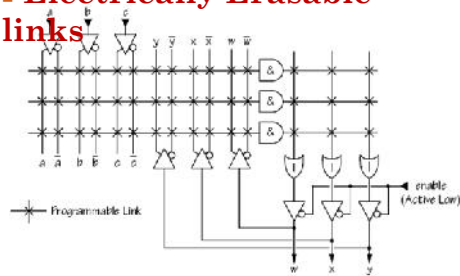 Electrically Erasable
links
a b c
y y̅ x x̅ w w̅
&
&
&
a a̅ b b̅ c c̅
| | |
enable
(Active Low)
Programmable Link
w x y